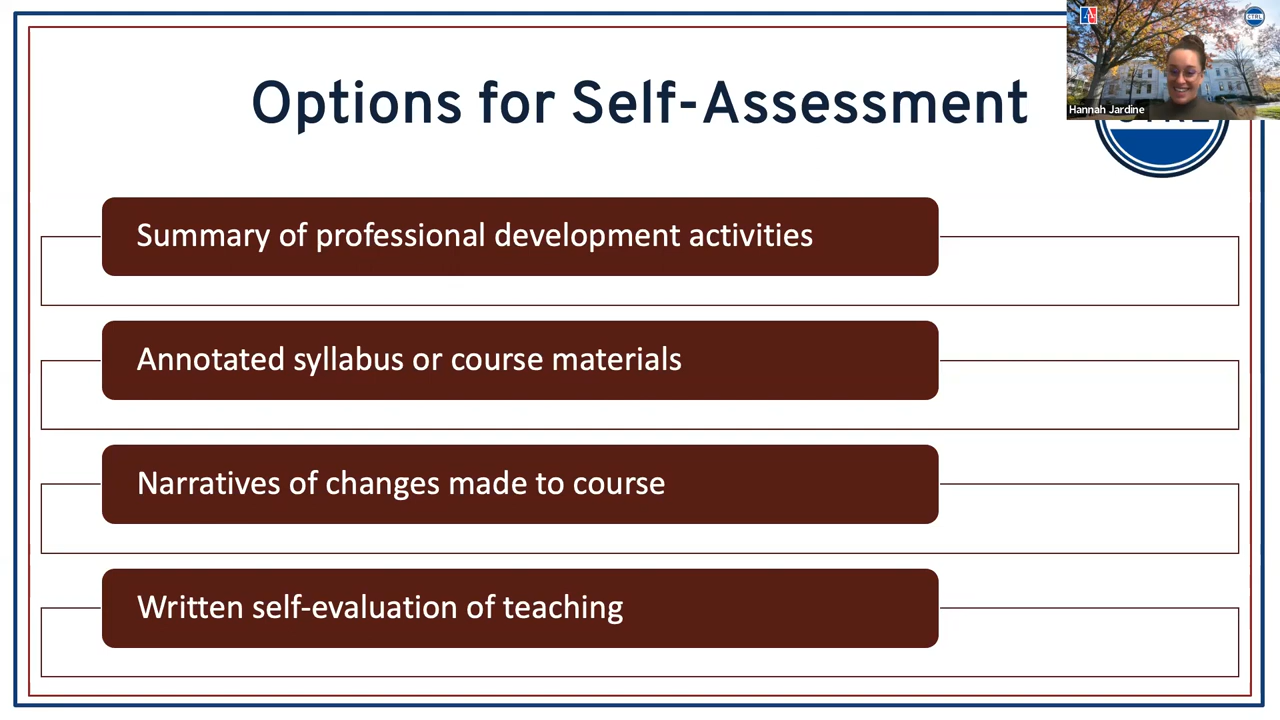 Options for Self-Assessment
CTRL
Hannah Jardine
Summary of professional development activities
Annotated syllabus or course materials
Narratives of changes made to course
Written self-evaluation of teaching